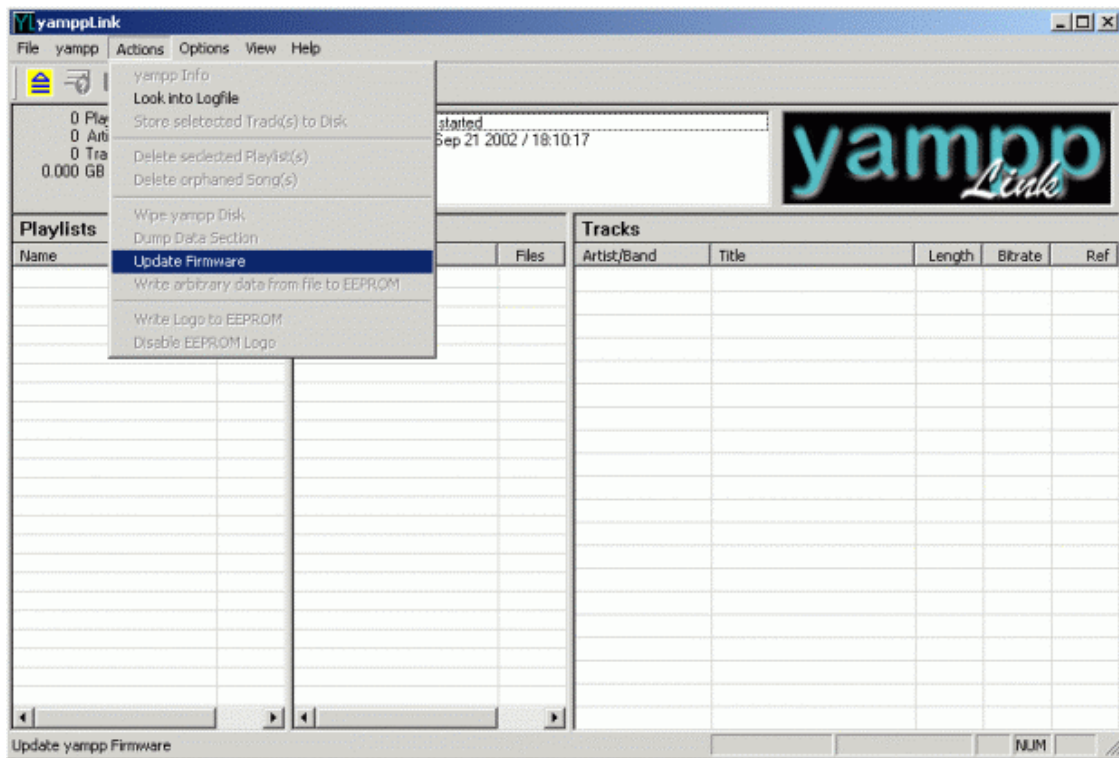 YL yamppLink
File yampp Actions Options View Help
yampp Info
Look into Logfile
Store seletected Track(s) to Disk
Delete seclected Playlist(s)
Delete orphaned Song(s)
Wipe yampp Disk
Dump Data Section
Update Firmware
Write arbitrary data from file to EEPROM
Write Logo to EEPROM
Disable EEPROM Logo
0 Play
0 Arti
0 Tra
0.000 GB
started
Sep 21 2002 / 18:10:17
yampp
Link
Playlists
Name
Files
Tracks
Artist/Band Title Length Bitrate Ref
Update yampp Firmware
NUM